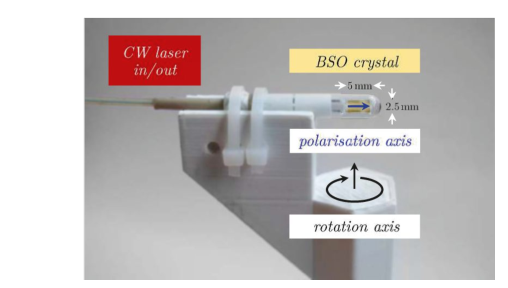 CW laser
in/out
BSO crystal
5 mm
2.5 mm
polarisation axis
rotation axis